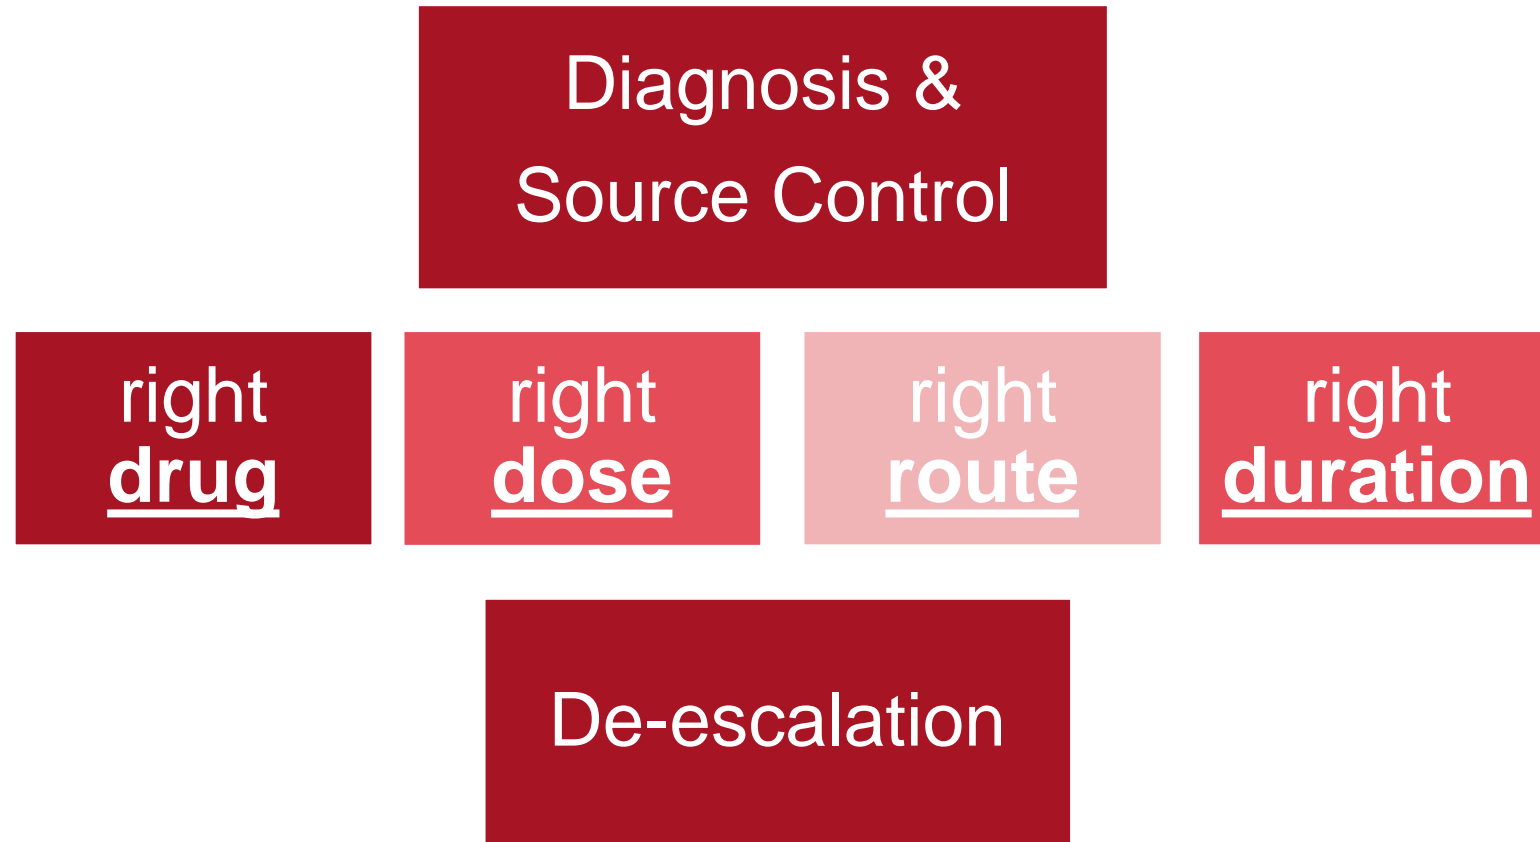 Diagnosis &
Source Control
right
drug
right
dose
right
route
right
duration
De-escalation